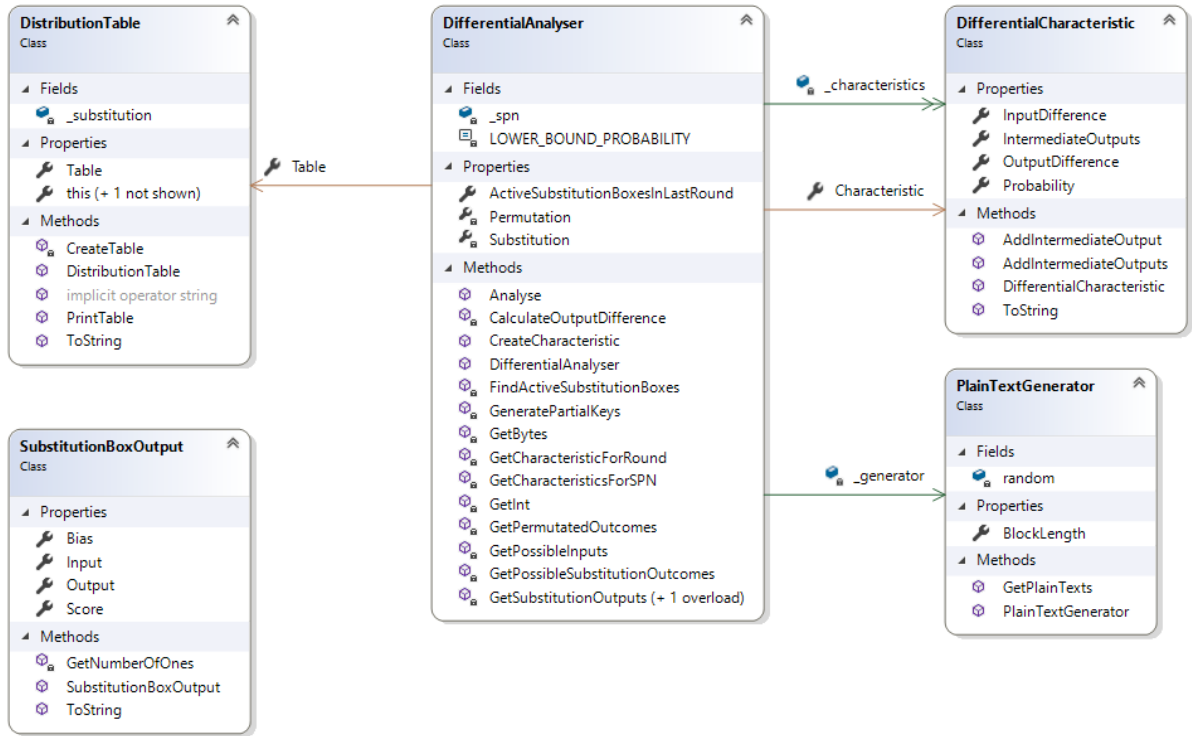 DistributionTable
Class
Fields
_substitution
Properties
Table
this (+ 1 not shown)
Methods
CreateTable
DistributionTable
implicit operator string
PrintTable
ToString
SubstitutionBoxOutput
Class
Properties
Bias
Input
Output
Score
Methods
GetNumberOfOnes
SubstitutionBoxOutput
ToString
Table
DifferentialAnalyser
Class
Fields
_spn
LOWER_BOUND_PROBABILITY
Properties
ActiveSubstitutionBoxesInLastRound
Permutation
Substitution
Methods
Analyse
CalculateOutputDifference
CreateCharacteristic
DifferentialAnalyser
FindActiveSubstitutionBoxes
GeneratePartialKeys
GetBytes
GetCharacteristicForRound
GetCharacteristicsForSPN
GetInt
GetPermutatedOutcomes
GetPossibleInputs
GetPossibleSubstitutionOutcomes
GetSubstitutionOutputs (+ 1 overload)
_characteristics
Characteristic
_generator
DifferentialCharacteristic
Class
Properties
InputDifference
IntermediateOutputs
OutputDifference
Probability
Methods
AddIntermediateOutput
AddIntermediateOutputs
DifferentialCharacteristic
ToString
PlainTextGenerator
Class
Fields
random
Properties
BlockLength
Methods
GetPlainTexts
PlainTextGenerator